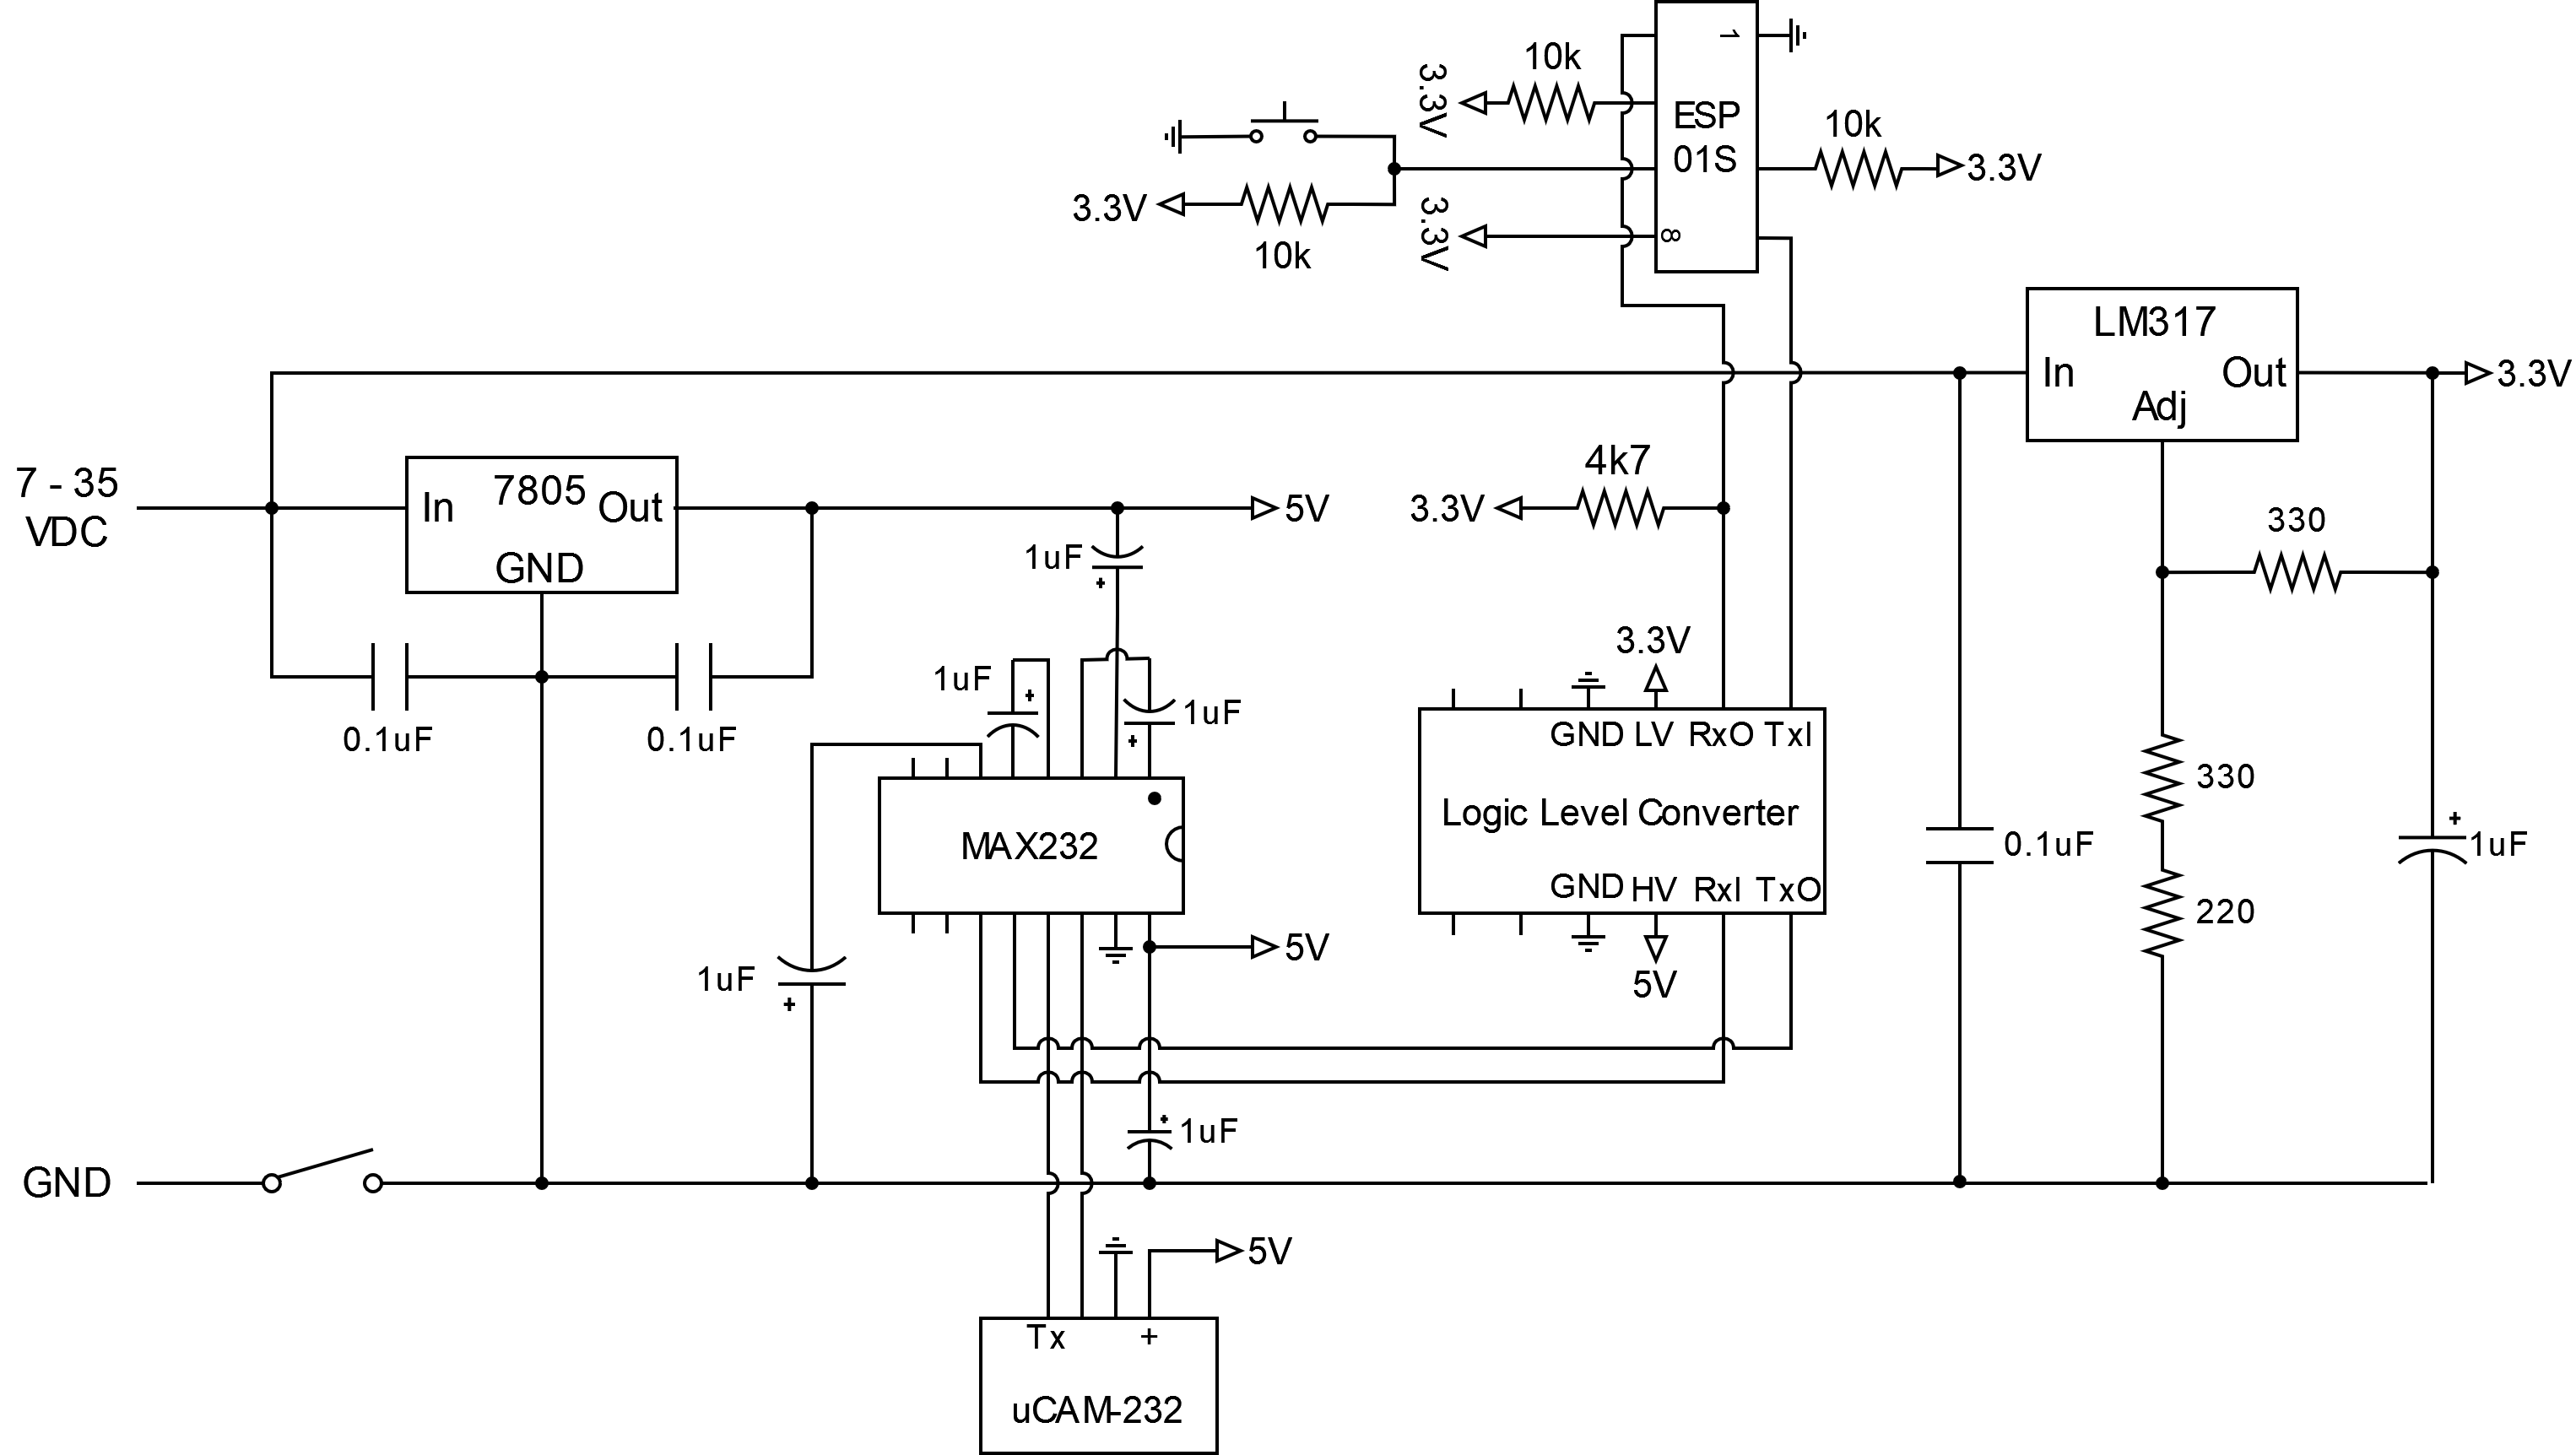 1
ESP
01S
8
10k
3.3V
10k
3.3V
3.3V
10k
3.3V
LM317
In
Out
Adj
3.3V
7 - 35
VDC
7805
In
Out
GND
5V
1uF
4k7
3.3V
330
0.1uF
0.1uF
1uF
+
+
1uF
+
3.3V
GND LV RxO TxI
Logic Level Converter
GND HV RxI TxO
5V
MAX232
5V
1uF
+
330
220
0.1uF
+
1uF
+
1uF
GND
5V
Tx
+
uCAM-232